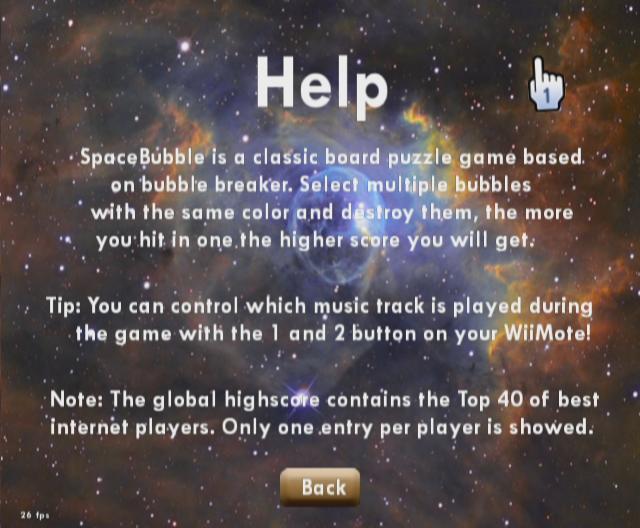 Help
1
SpaceBubble is a classic board puzzle game based
on bubble breaker. Select multiple bubbles
with the same color and destroy them, the more
you hit in one the higher score you will get.
Tip: You can control which music track is played during
the game with the 1 and 2 button on your WiiMote!
Note: The global highscore contains the Top 40 of best
internet players. Only one entry per player is showed.
Back
26 fps